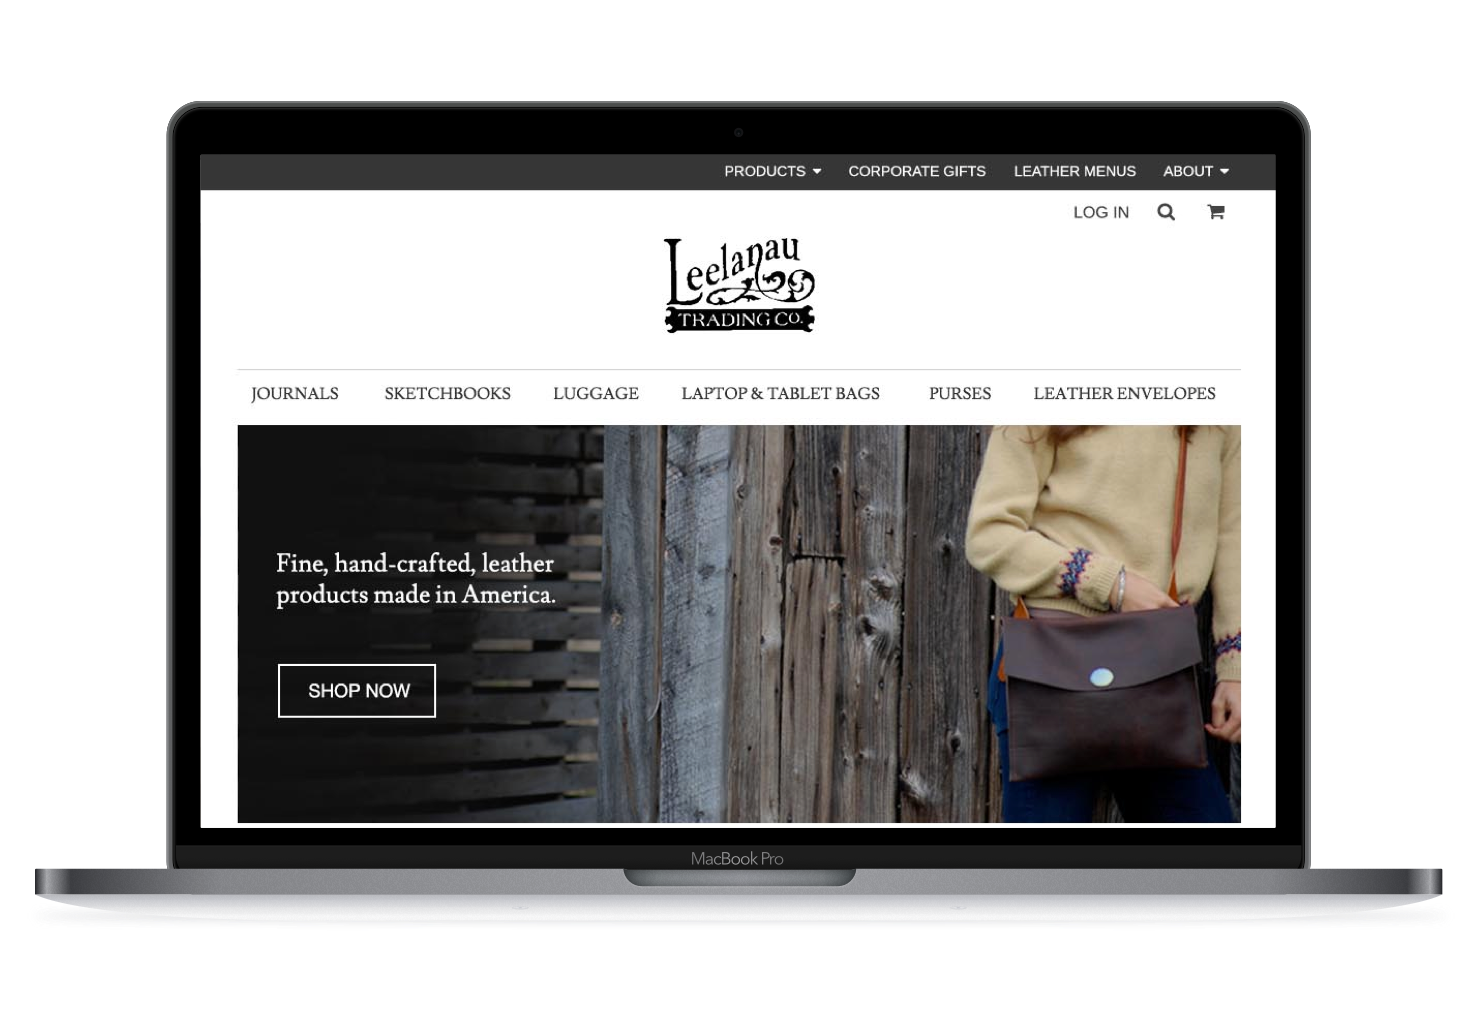 PRODUCTS CORPORATE GIFTS LEATHER MENUS ABOUT
LOG IN
Leelanau
TRADING CO.
JOURNALS SKETCHBOOKS LUGGAGE LAPTOP & TABLET BAGS PURSES LEATHER ENVELOPES
Fine, hand-crafted, leather
products made in America.
SHOP NOW
MacBook Pro